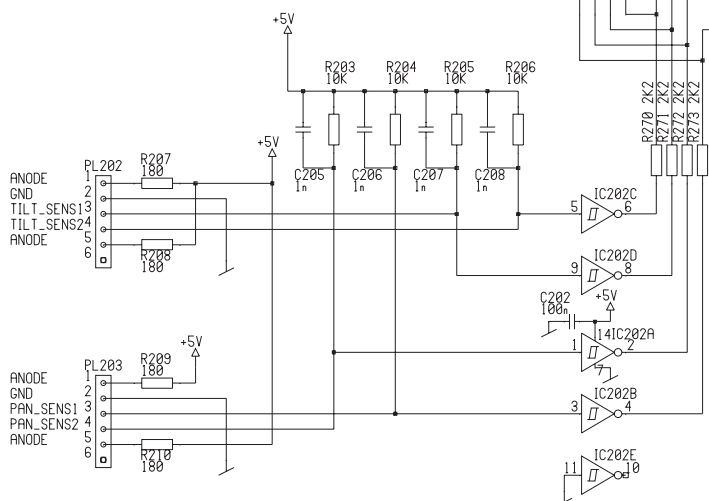 +5V
R203 R204 R205 R206
10K 10K 10K 10K
R270 2K2
R271 2K2
R272 2K2
R273 2K2
C205 C206 C207 C208
1n 1n 1n 1n
+5V
PL202
R207
180
ANODE 1
GND 2
TILT_SENS1 3
TILT_SENS2 4
ANODE 5
6
R208
180
IC202C
5 6
IC202D
9 8
C202
100n
+5V
14 IC202A
1 2
7
+5V
PL203
R209
180
ANODE 1
GND 2
PAN_SENS1 3
PAN_SENS2 4
ANODE 5
6
R210
180
IC202B
3 4
IC202E
11 10